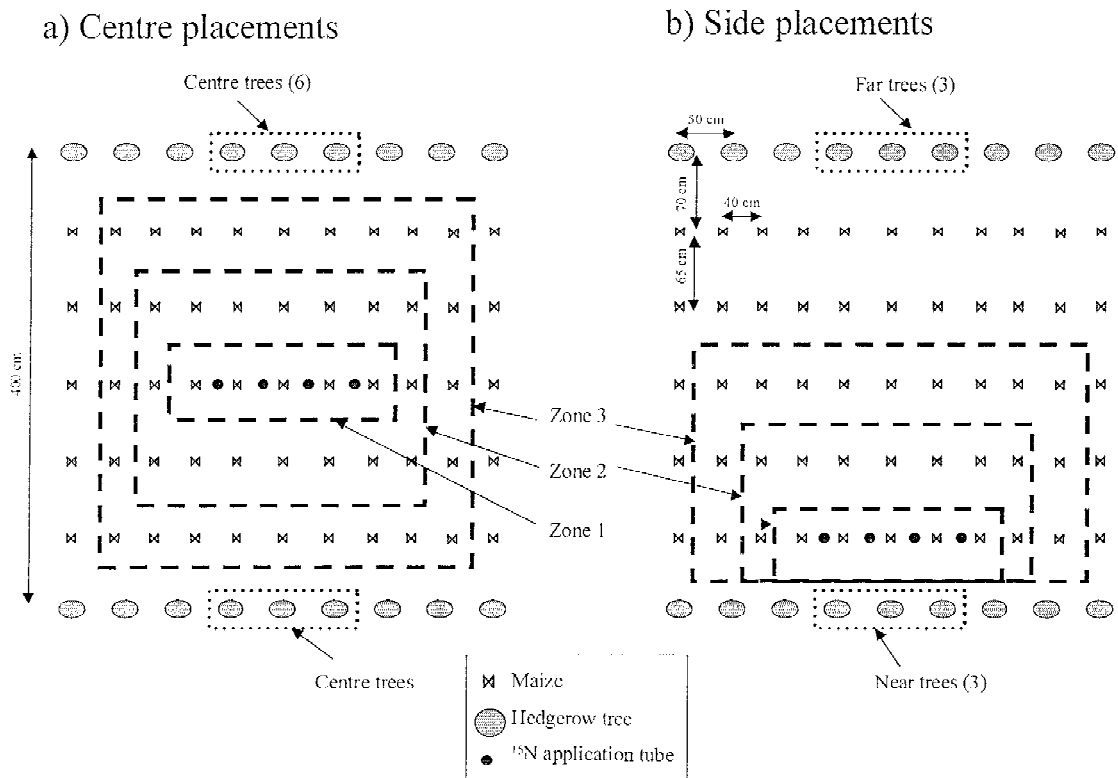 a) Centre placements
b) Side placements
Centre trees (6)
Far trees (3)
50 cm
70 cm
40 cm
65 cm
400 cm
Zone 3
Zone 2
Zone 1
Centre trees
Near trees (3)
Maize
Hedgerow tree
15N application tube